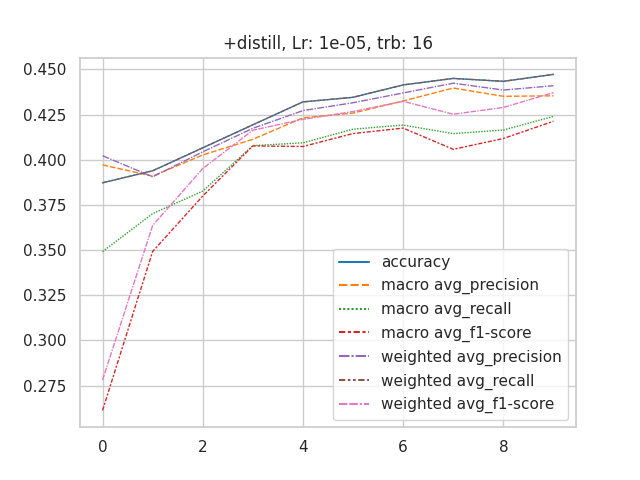 +distill, Lr: 1e-05, trb: 16
0.450
0.425
0.400
0.375
0.350
0.325
0.300
0.275
accuracy
macro avg_precision
macro avg_recall
macro avg_f1-score
weighted avg_precision
weighted avg_recall
weighted avg_f1-score
0 2 4 6 8